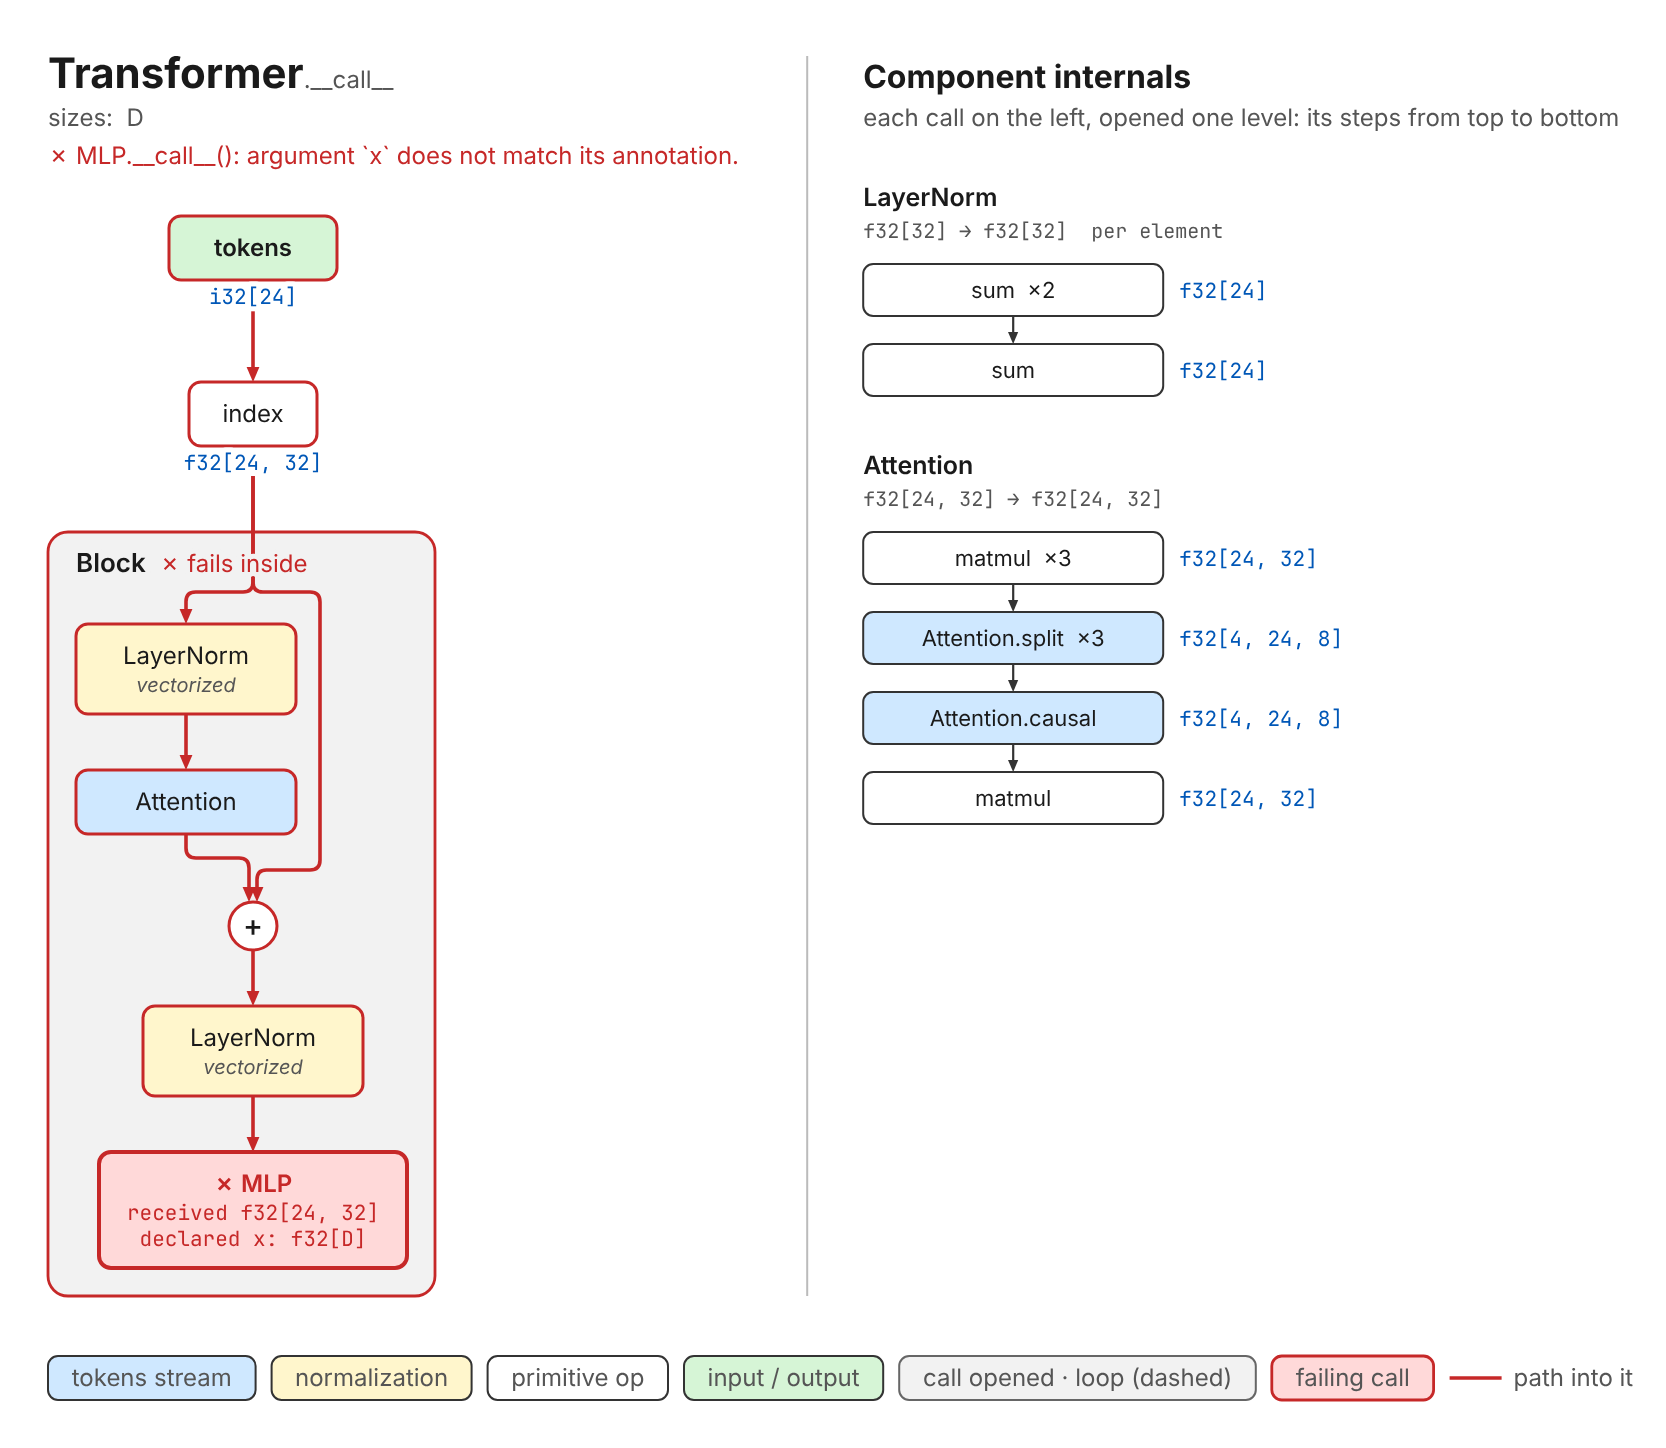 Transformer.__call__
sizes: D
× MLP.__call__(): argument `x` does not match its annotation.
tokens
i32[24]
index
f32[24, 32]
Block × fails inside
LayerNorm
vectorized
Attention
+
LayerNorm
vectorized
× MLP
received f32[24, 32]
declared x: f32[D]
Component internals
each call on the left, opened one level: its steps from top to bottom
LayerNorm
f32[32] → f32[32] per element
sum ×2 f32[24]
sum f32[24]
Attention
f32[24, 32] → f32[24, 32]
matmul ×3 f32[24, 32]
Attention.split ×3 f32[4, 24, 8]
Attention.causal f32[4, 24, 8]
matmul f32[24, 32]
tokens stream normalization primitive op input / output call opened · loop (dashed) failing call path into it